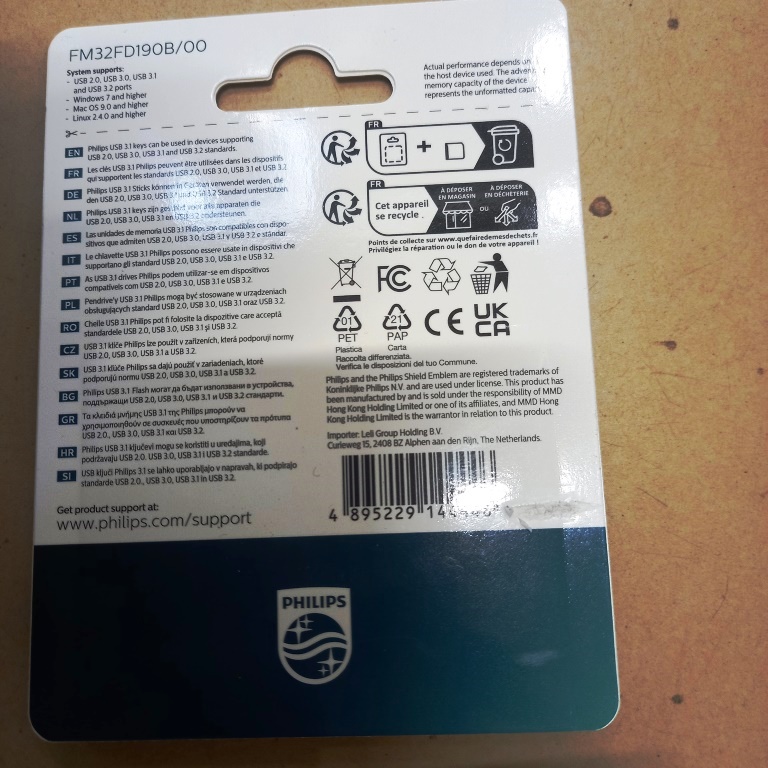 FM32FD190B/00
System supports:
- USB 2.0, USB 3.0, USB 3.1
and USB 3.2 ports
- Windows 7 and higher
- Mac OS 9.0 and higher
- Linux 2.4.0 and higher
Actual performance depends on
the host device used. The
memory capacity of the device
represents the unformatted
EN Philips USB 3.1 keys can be used in devices supporting
USB 2.0, USB 3.0, USB 3.1 and USB 3.2 standards.
FR Les clés USB 3.1 Philips peuvent être utilisées dans les dispositifs
qui supportent les standards USB 2.0, USB 3.0, USB 3.1 et USB 3.2.
DE Philips USB 3.1 Sticks können in Geräten verwendet werden, die
den USB 2.0, USB 3.0, USB 3.1 und USB 3.2 Standard unterstützen.
NL Philips USB 3.1 keys zijn aks apparaten die
USB 2.0, USB 3.0, USB 3.1 en USB 3.2 ondersteunen.
ES Las unidades de memoria USB 3.1 Philips, son compatibles con dispo-
sitivos que admiten USB 2.0, USB 3.0, USB 3.1 y USB 3.2 e stándar.
IT Le chiavette USB 3.1 Philips possono essere usate in dispositivi che
supportano gli standard USB 2.0, USB 3.0, USB 3.1 e USB 3.2.
PT As USB 3.1 drives Philips podem utilizar-se em dispositivos
compatíveis com USB 2.0, USB 3.0, USB 3.1 e USB 3.2.
PL Pendrive'y USB 3.1 Philips mogą być stosowane w urządzeniach
obsługujących standard USB 2.0, USB 3.0, USB 3.1 oraz USB 3.2.
RO Cheile USB 3.1 Philips pot fi folosite la dispozitive care acceptă
standardele USB 2.0, USB 3.0, USB 3.1 și USB 3.2.
CZ USB 3.1 klíče Philips lze použít v zařízeních, která podporují normy
USB 2.0, USB 3.0, USB 3.1 a USB 3.2.
SK USB 3.1 kľúče Philips sa dajú použiť v zariadeniach, ktoré
podporujú normu USB 2.0, USB 3.0, USB 3.1 a USB 3.2.
BG Philips USB 3.1 Flash могат да бъдат използвани в устройства,
поддържащи USB 2.0, USB 3.0, USB 3.1 и USB 3.2 стандарти.
GR Τα κλειδιά μνήμης USB 3.1 της Philips μπορούν να
χρησιμοποιηθούν σε συσκευές που υποστηρίζουν τα πρότυπα
USB 2.0., USB 3.0, USB 3.1 και USB 3.2.
HR Philips USB 3.1 ključevi mogu se koristiti u uređajima, koji
podržavaju USB 2.0, USB 3.0, USB 3.1 i USB 3.2 standarde.
SI USB ključi Philips 3.1 se lahko uporabljajo v napravah, ki podpirajo
standarde USB 2.0., USB 3.0, USB 3.1 in USB 3.2.
Get product support at:
www.philips.com/support
FR
FR
Cet appareil
se recycle.
À DÉPOSER
EN MAGASIN
OU
À DÉPOSER
EN DÉCHÈTERIE
Points de collecte sur www.quefairedemesdechets.fr
Privilégiez la réparation ou le don de votre appareil !
FC
01
PET
Plastica
21
PAP
Carta
CE
UK
CA
Raccolta differenziata.
Verifica le disposizioni del tuo Comune.
Philips and the Philips Shield Emblem are registered trademarks of
Koninklijke Philips N.V. and are used under license. This product has
been manufactured by and is sold under the responsibility of MMD
Hong Kong Holding Limited or one of its affiliates, and MMD Hong
Kong Holding Limited is the warrantor in relation to this product.
Importer: Leli Group Holding B.V.
Curieweg 15, 2408 BZ Alphen aan den Rijn, The Netherlands.
4 895229
PHILIPS